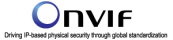 ONVIF
Driving IP-based physical security through global standardization